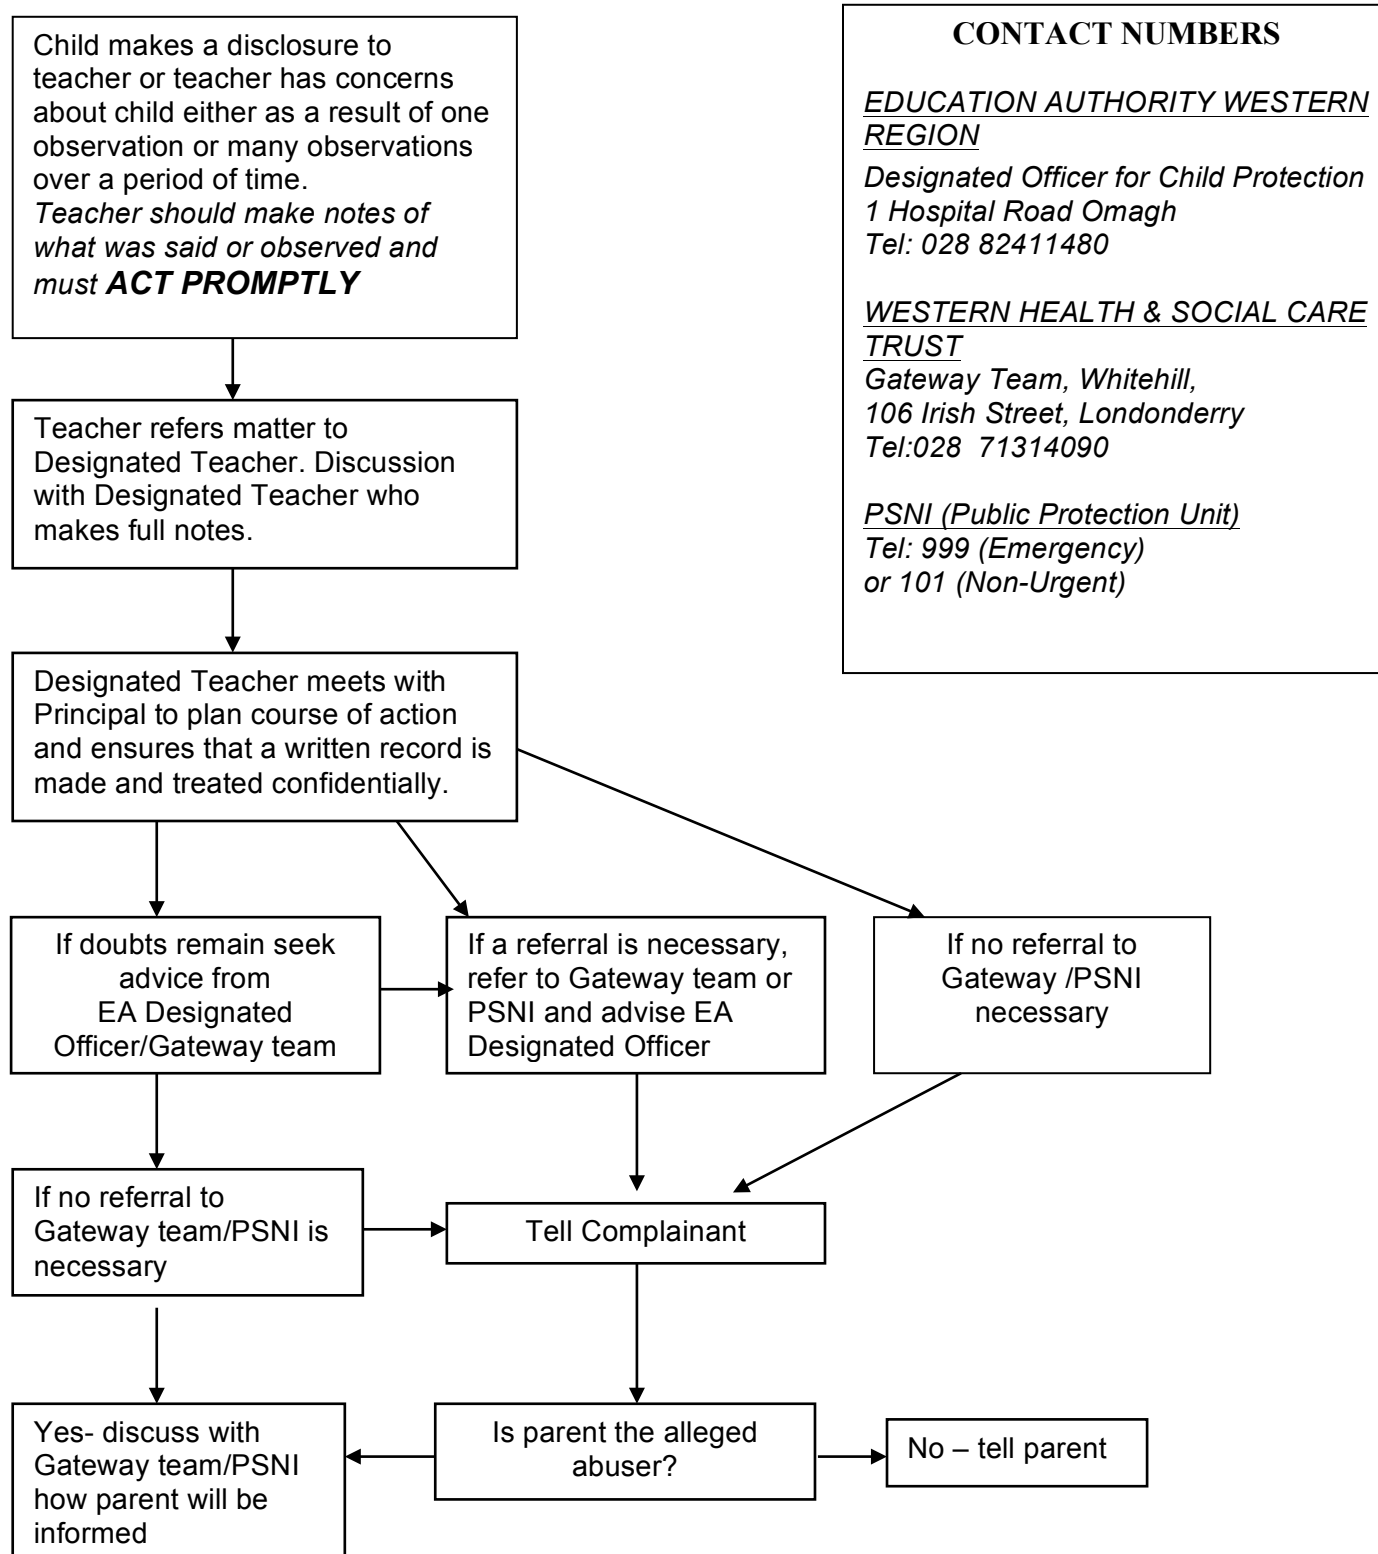 Child makes a disclosure to
teacher or teacher has concerns
about child either as a result of one
observation or many observations
over a period of time.
Teacher should make notes of
what was said or observed and
must ACT PROMPTLY
CONTACT NUMBERS
EDUCATION AUTHORITY WESTERN
REGION
Designated Officer for Child Protection
1 Hospital Road Omagh
Tel: 028 82411480
WESTERN HEALTH & SOCIAL CARE
TRUST
Gateway Team, Whitehill,
106 Irish Street, Londonderry
Tel:028  71314090
PSNI (Public Protection Unit)
Tel: 999 (Emergency)
or 101 (Non-Urgent)
Teacher refers matter to
Designated Teacher. Discussion
with Designated Teacher who
makes full notes.
Designated Teacher meets with
Principal to plan course of action
and ensures that a written record is
made and treated confidentially.
If doubts remain seek
advice from
EA Designated
Officer/Gateway team
If a referral is necessary,
refer to Gateway team or
PSNI and advise EA
Designated Officer
If no referral to
Gateway /PSNI
necessary
If no referral to
Gateway team/PSNI is
necessary
Tell Complainant
Yes- discuss with
Gateway team/PSNI
how parent will be
informed
Is parent the alleged
abuser?
No – tell parent